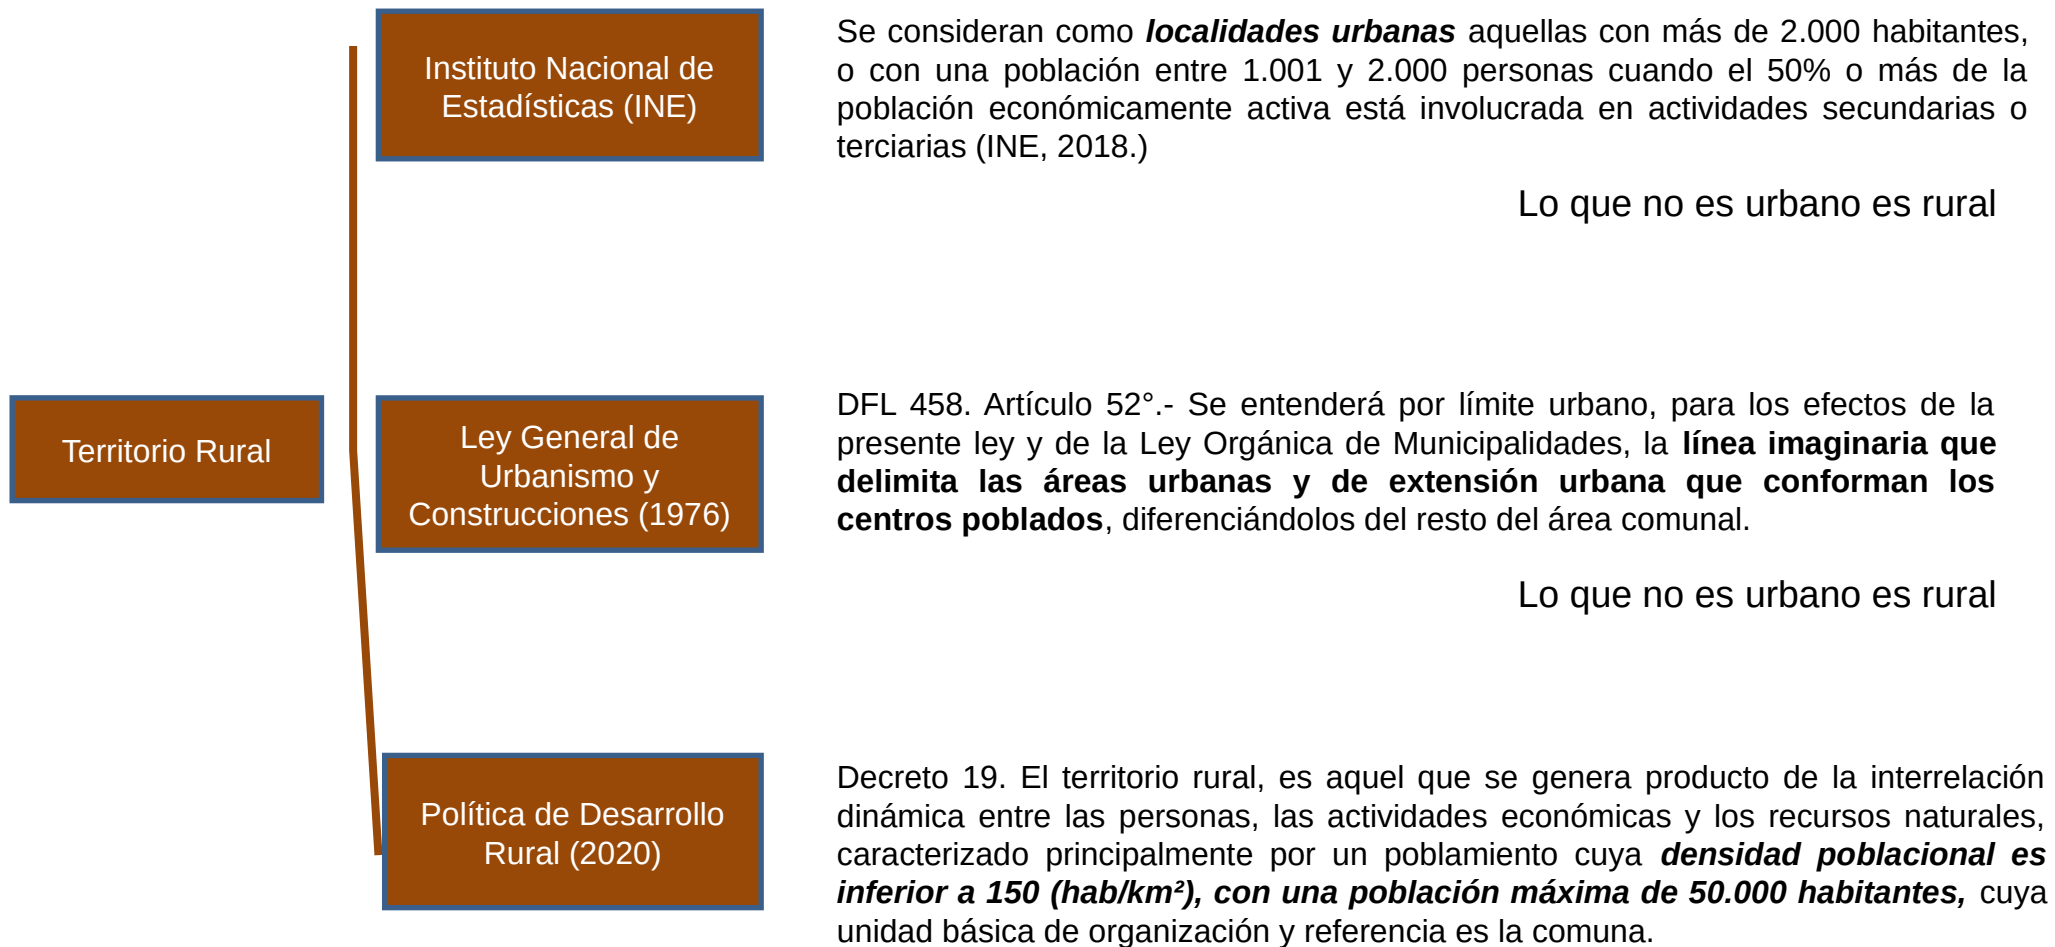 Territorio Rural
Instituto Nacional de
Estadísticas (INE)
Se consideran como localidades urbanas aquellas con más de 2.000 habitantes,
o con una población entre 1.001 y 2.000 personas cuando el 50% o más de la
población económicamente activa está involucrada en actividades secundarias o
terciarias (INE, 2018.)
Lo que no es urbano es rural
Ley General de
Urbanismo y
Construcciones (1976)
DFL 458. Artículo 52°.- Se entenderá por límite urbano, para los efectos de la
presente ley y de la Ley Orgánica de Municipalidades, la línea imaginaria que
delimita las áreas urbanas y de extensión urbana que conforman los
centros poblados, diferenciándolos del resto del área comunal.
Lo que no es urbano es rural
Política de Desarrollo
Rural (2020)
Decreto 19. El territorio rural, es aquel que se genera producto de la interrelación
dinámica entre las personas, las actividades económicas y los recursos naturales,
caracterizado principalmente por un poblamiento cuya densidad poblacional es
inferior a 150 (hab/km²), con una población máxima de 50.000 habitantes, cuya
unidad básica de organización y referencia es la comuna.